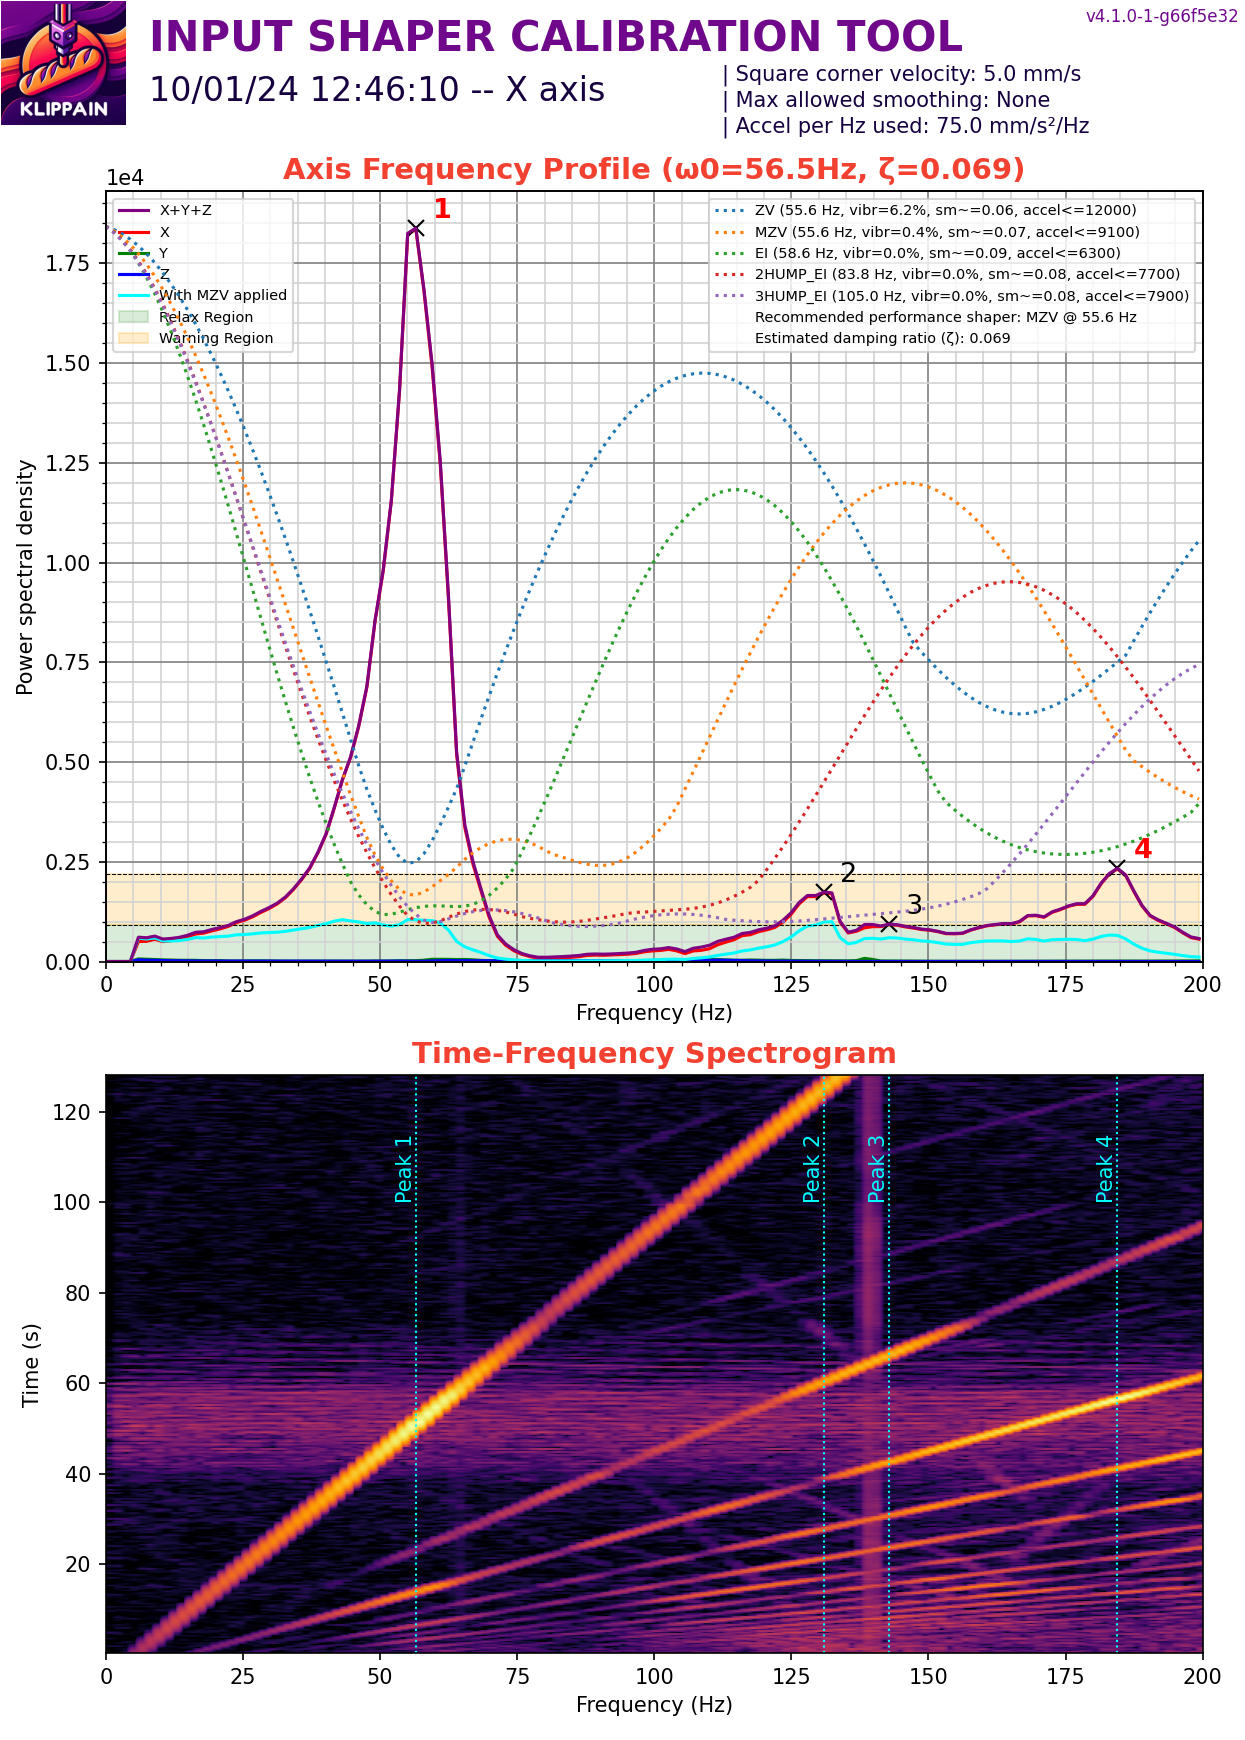 v4.1.0-1-g66f5e32
INPUT SHAPER CALIBRATION TOOL
10/01/24 12:46:10 -- X axis
| Square corner velocity: 5.0 mm/s
| Max allowed smoothing: None
| Accel per Hz used: 75.0 mm/s²/Hz
KLIPPAIN
Axis Frequency Profile (ω0=56.5Hz, ζ=0.069)
1e4
X+Y+Z
X
Y
Z
With MZV applied
Relax Region
Warning Region
ZV (55.6 Hz, vibr=6.2%, sm~=0.06, accel<=12000)
MZV (55.6 Hz, vibr=0.4%, sm~=0.07, accel<=9100)
EI (58.6 Hz, vibr=0.0%, sm~=0.09, accel<=6300)
2HUMP_EI (83.8 Hz, vibr=0.0%, sm~=0.08, accel<=7700)
3HUMP_EI (105.0 Hz, vibr=0.0%, sm~=0.08, accel<=7900)
Recommended performance shaper: MZV @ 55.6 Hz
Estimated damping ratio (ζ): 0.069
1
2
3
4
Power spectral density
1.75
1.50
1.25
1.00
0.75
0.50
0.25
0.00
0 25 50 75 100 125 150 175 200
Frequency (Hz)
Time-Frequency Spectrogram
Time (s)
120
100
80
60
40
20
Peak 1
Peak 2
Peak 3
Peak 4
0 25 50 75 100 125 150 175 200
Frequency (Hz)